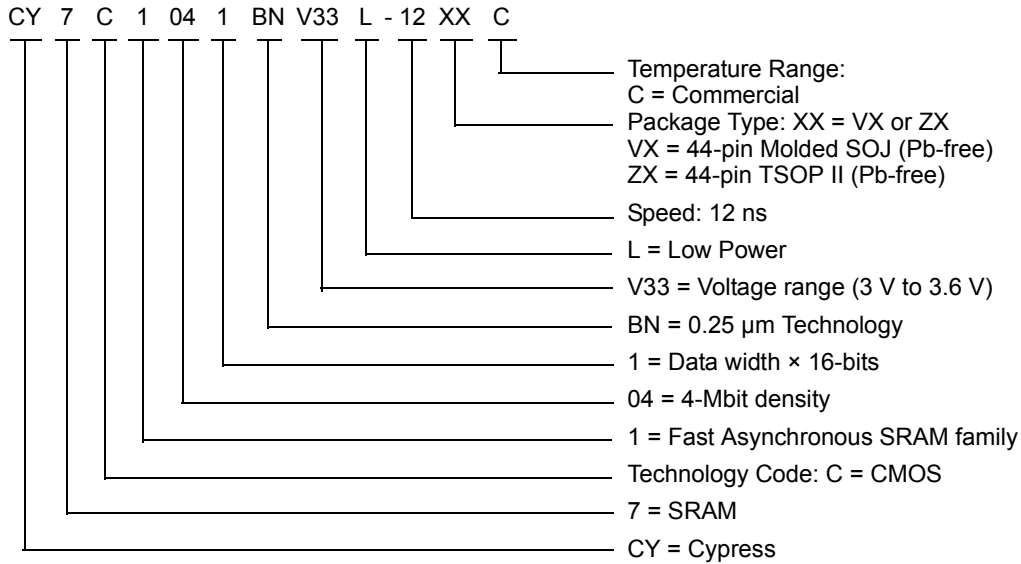 CY 7 C 1 04 1 BN V33 L - 12 XX C
Temperature Range:
C = Commercial
Package Type: XX = VX or ZX
VX = 44-pin Molded SOJ (Pb-free)
ZX = 44-pin TSOP II (Pb-free)
Speed: 12 ns
L = Low Power
V33 = Voltage range (3 V to 3.6 V)
BN = 0.25 µm Technology
1 = Data width × 16-bits
04 = 4-Mbit density
1 = Fast Asynchronous SRAM family
Technology Code: C = CMOS
7 = SRAM
CY = Cypress